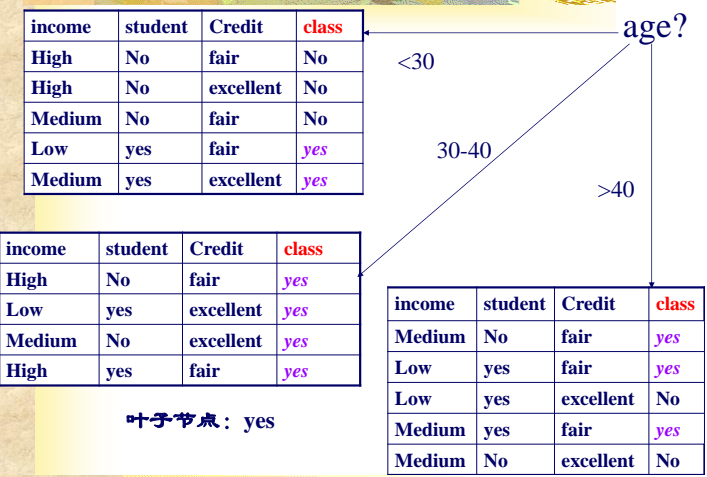 age?
<30
income student Credit class
High No fair No
High No excellent No
Medium No fair No
Low yes fair yes
Medium yes excellent yes
30-40
>40
income student Credit class
High No fair yes
Low yes excellent yes
Medium No excellent yes
High yes fair yes
叶子节点：yes
income student Credit class
Medium No fair yes
Low yes fair yes
Low yes excellent No
Medium yes fair yes
Medium No excellent No